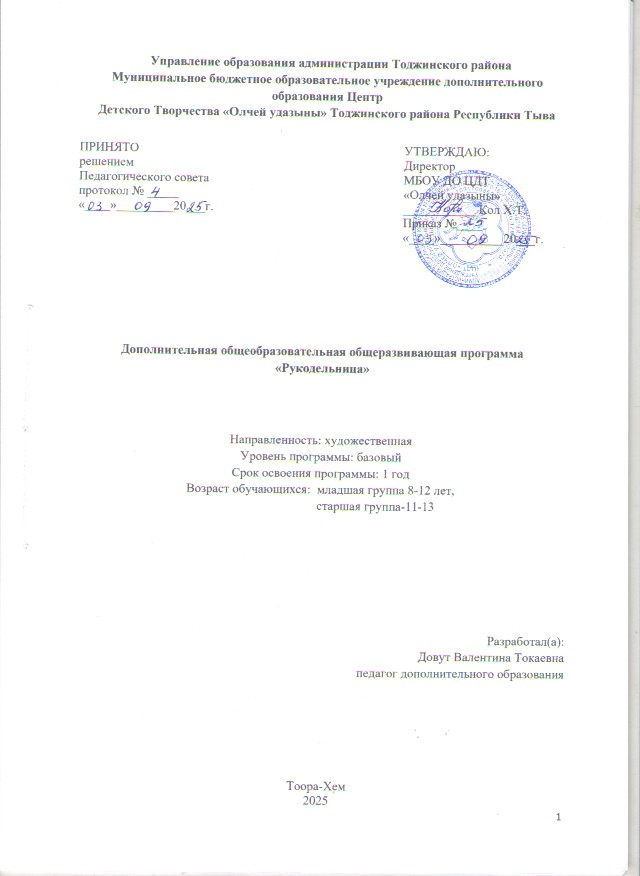 Управление образования администрации Тоджинского района
Муниципальное бюджетное образовательное учреждение дополнительного
образования Центр
Детского Творчества «Олчей удазыны» Тоджинского района Республики Тыва
ПРИНЯТО
решением
Педагогического совета
протокол № 4
«03» 09 2025 г.
УТВЕРЖДАЮ:
Директор
МБОУ ДО ЦДТ
«Олчей удазыны»
Кол Х.Т.
Приказ № 25
«03» 09 2025 г.
Дополнительная общеобразовательная общеразвивающая программа
«Рукодельница»
Направленность: художественная
Уровень программы: базовый
Срок освоения программы: 1 год
Возраст обучающихся: младшая группа 8-12 лет,
старшая группа-11-13
Разработал(а):
Довут Валентина Токаевна
педагог дополнительного образования
Тоора-Хем
2025
1